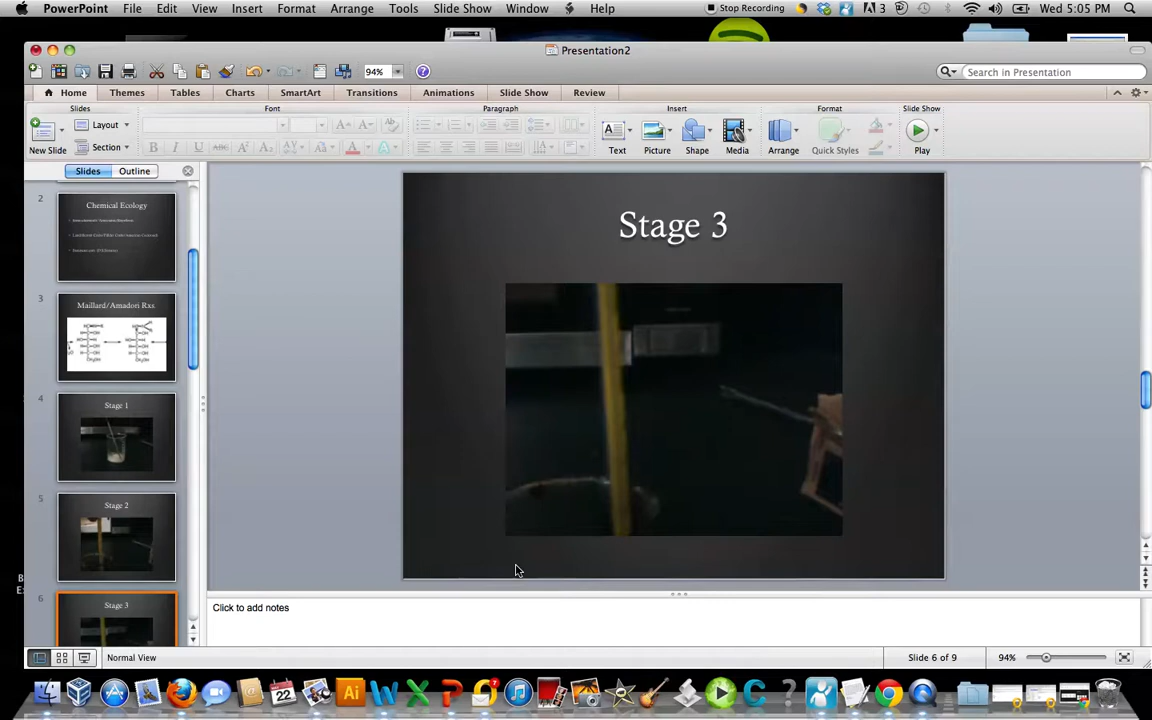 PowerPoint File Edit View Insert Format Arrange Tools Slide Show Window Help Stop Recording 3 Wed 5:05 PM
Presentation2
94% Search in Presentation
Home Themes Tables Charts SmartArt Transitions Animations Slide Show Review
Slides Font Paragraph Insert Format Slide Show
Layout
Section
New Slide Text Picture Shape Media Arrange Quick Styles Play
Slides Outline
2 Chemical Ecology
3 Maillard/Amadori Rxs
4 Stage 1
5 Stage 2
6 Stage 3
Stage 3
Click to add notes
Normal View Slide 6 of 9 94%